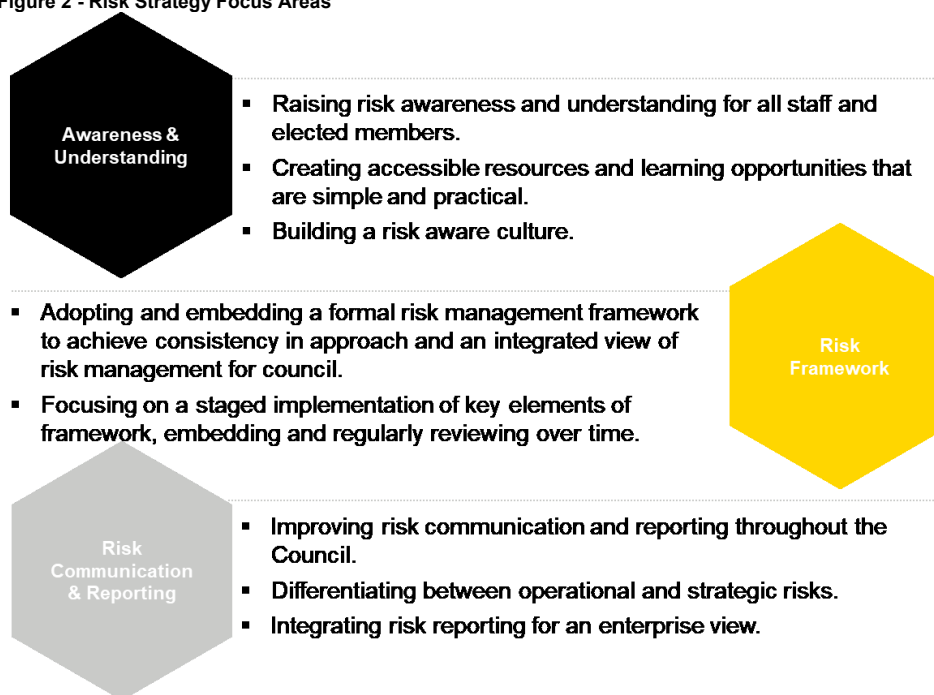 Figure 2 - Risk Strategy Focus Areas
Awareness &
Understanding
▪ Raising risk awareness and understanding for all staff and
elected members.
▪ Creating accessible resources and learning opportunities that
are simple and practical.
▪ Building a risk aware culture.
▪ Adopting and embedding a formal risk management framework
to achieve consistency in approach and an integrated view of
risk management for council.
▪ Focusing on a staged implementation of key elements of
framework, embedding and regularly reviewing over time.
Risk
Framework
Risk
Communication
& Reporting
▪ Improving risk communication and reporting throughout the
Council.
▪ Differentiating between operational and strategic risks.
▪ Integrating risk reporting for an enterprise view.